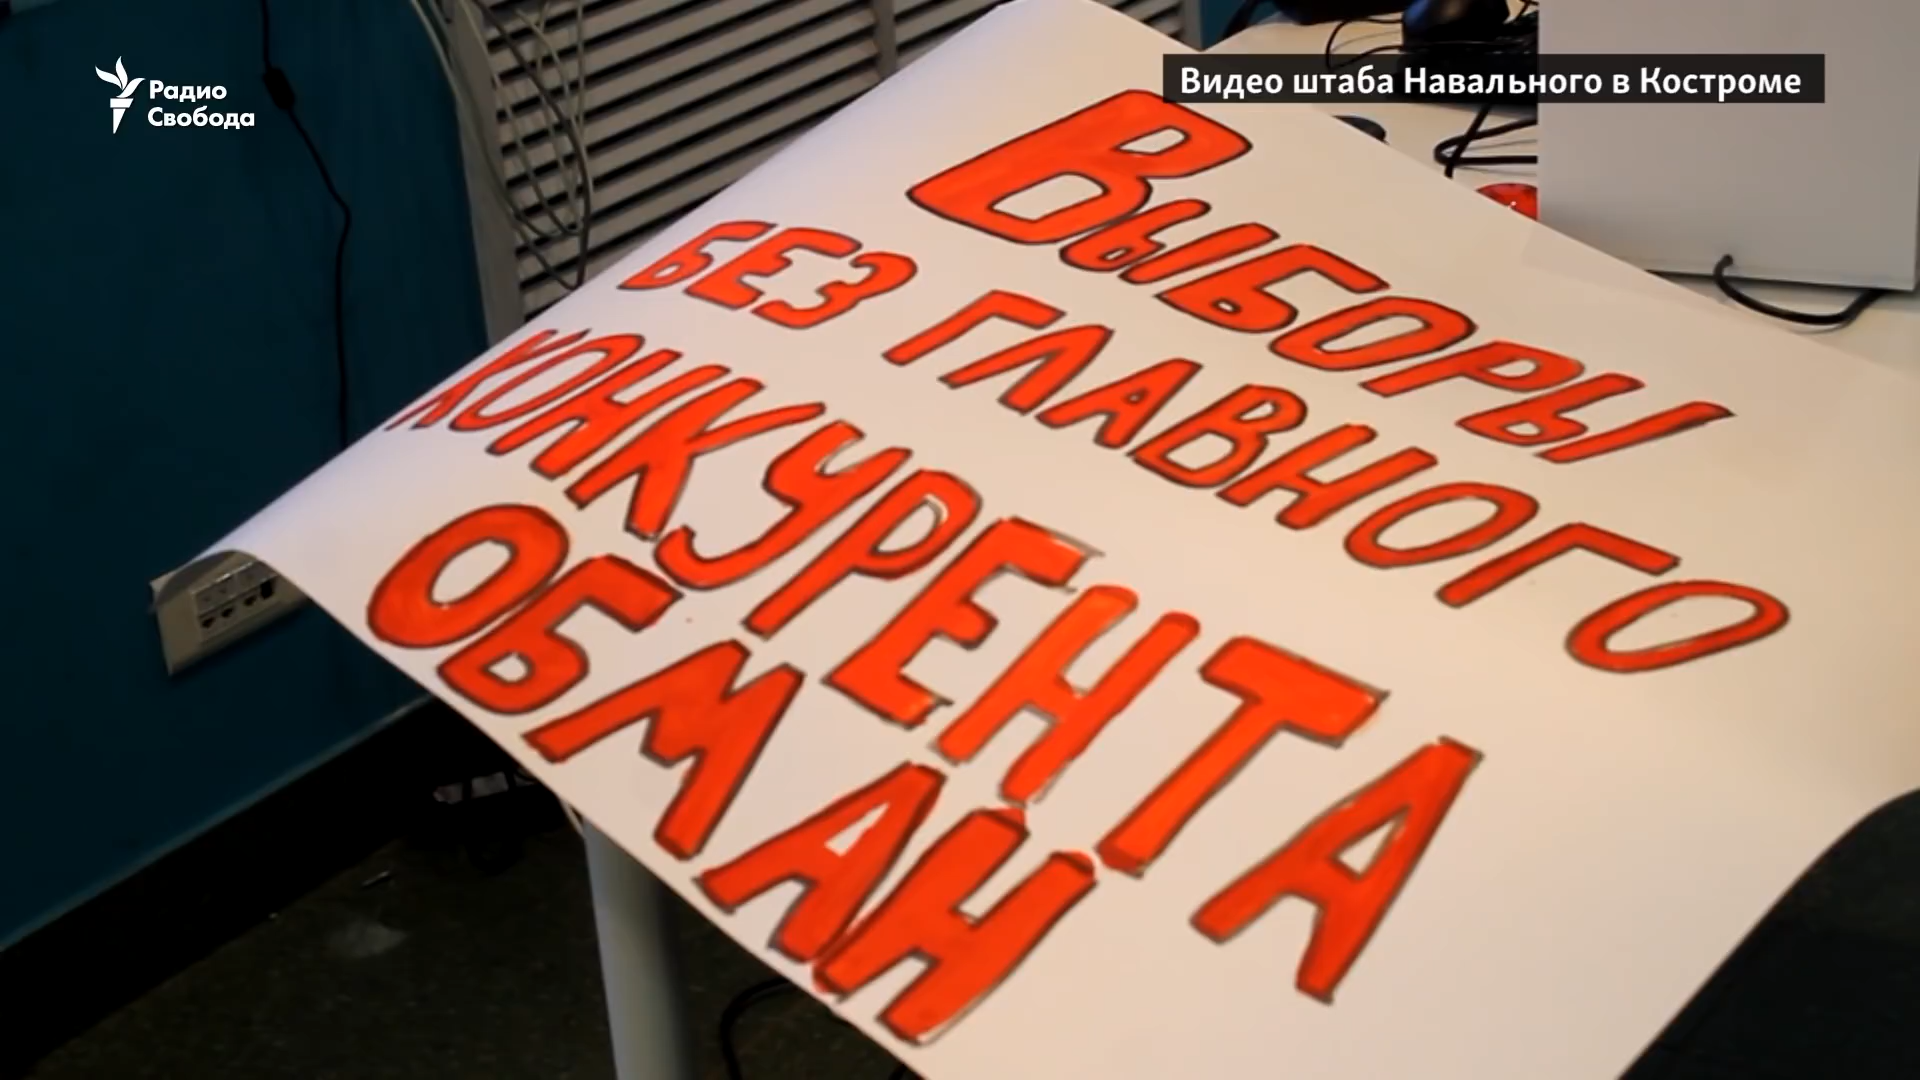 Радио
Свобода
Видео штаба Навального в Костроме
Выборы
БЕЗ ГЛАВНОГО
КОНКУРЕНТА
ОБМАН